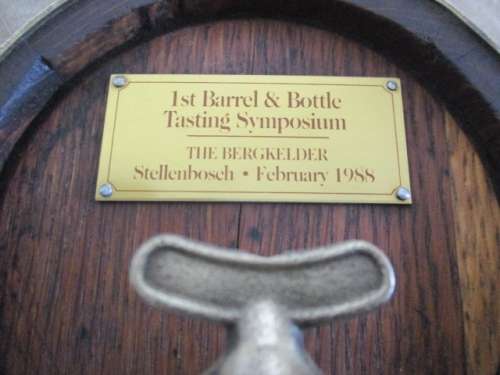 1st Barrel & Bottle
Tasting Symposium
THE BERGKELDER
Stellenbosch • February 1988